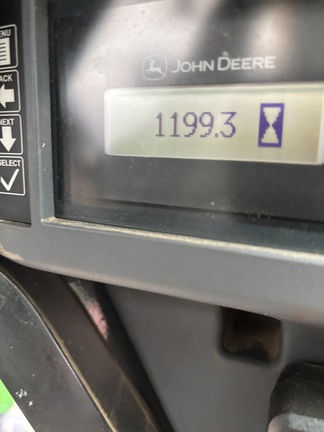 MENU
JOHN DEERE
BACK
1199.3
NEXT
SELECT